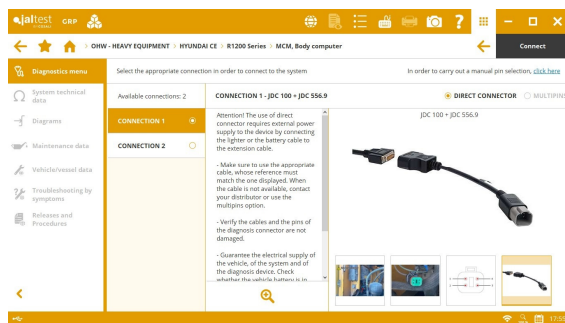 jaltest GRP
?
OHW - HEAVY EQUIPMENT > HYUNDAI CE > R1200 Series > MCM, Body computer
Connect
Diagnostics menu
Select the appropriate connection in order to connect to the system
In order to carry out a manual pin selection, click here
System technical
data
Diagrams
Maintenance data
Vehicle/vessel data
Troubleshooting by
symptoms
Releases and
Procedures
Available connections: 2
CONNECTION 1
CONNECTION 2
CONNECTION 1 - JDC 100 + JDC 556.9
DIRECT CONNECTOR
MULTIPINS
Attention! The use of direct
connector requires external power
supply to the device by connecting
the lighter or the battery cable to
the extension cable.
- Make sure to use the appropriate
cable, whose reference must
match the one displayed. When
the cable is not available, contact
your distributor or use the
multipins option.
- Verify the cables and the pins of
the diagnosis connector are not
damaged.
- Guarantee the electrical supply of
the vehicle, of the system and of
the diagnosis device. Check
whether the vehicle battery is in
JDC 100 + JDC 556.9
17:55